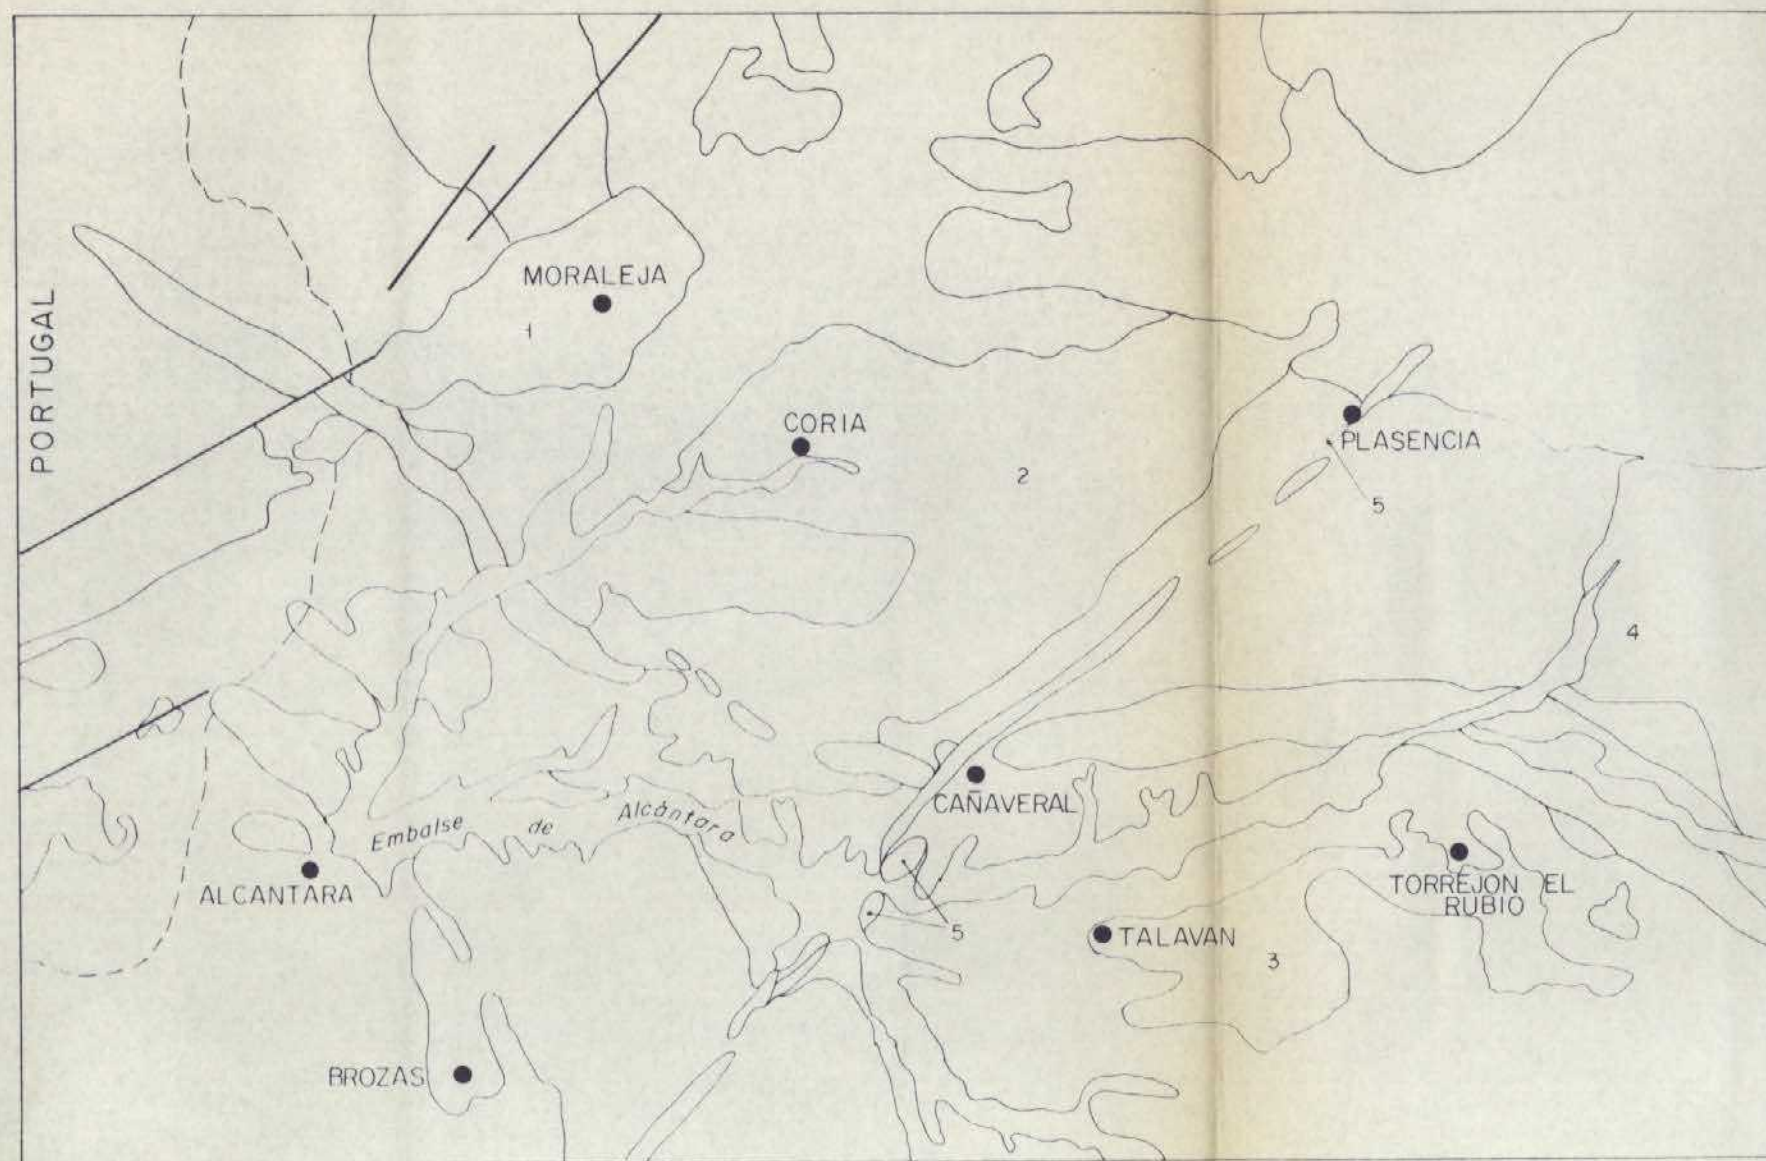 MORALEJA
1
PORTUGAL
CORIA
PLASENCIA
2
5
4
CAÑAVERAL
Embalse de Alcántara
ALCANTARA
TORREJON EL
RUBIO
5
TALAVAN
3
BROZAS